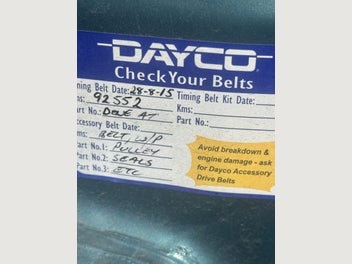 DAYCO
Check Your Belts
ming Belt Date: 28-8-15 Timing Belt Kit Date:
ms: 92552 Kms:
art No.: DONE AT Part No.:
ccessory Belt Date:
ms: BELT, W/P
art No.1: PULLEY
art No.2: SEALS
art No.3: ETC
Avoid breakdown &
engine damage - ask
for Dayco Accessory
Drive Belts